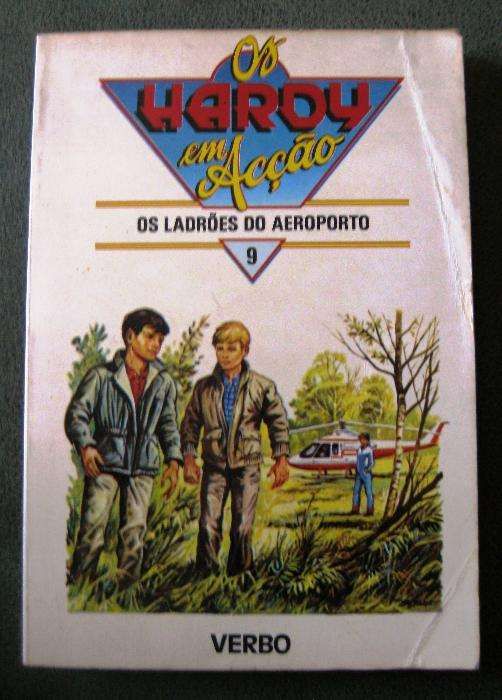 Os
HARDY
em Acção
OS LADRÕES DO AEROPORTO
9
VERBO